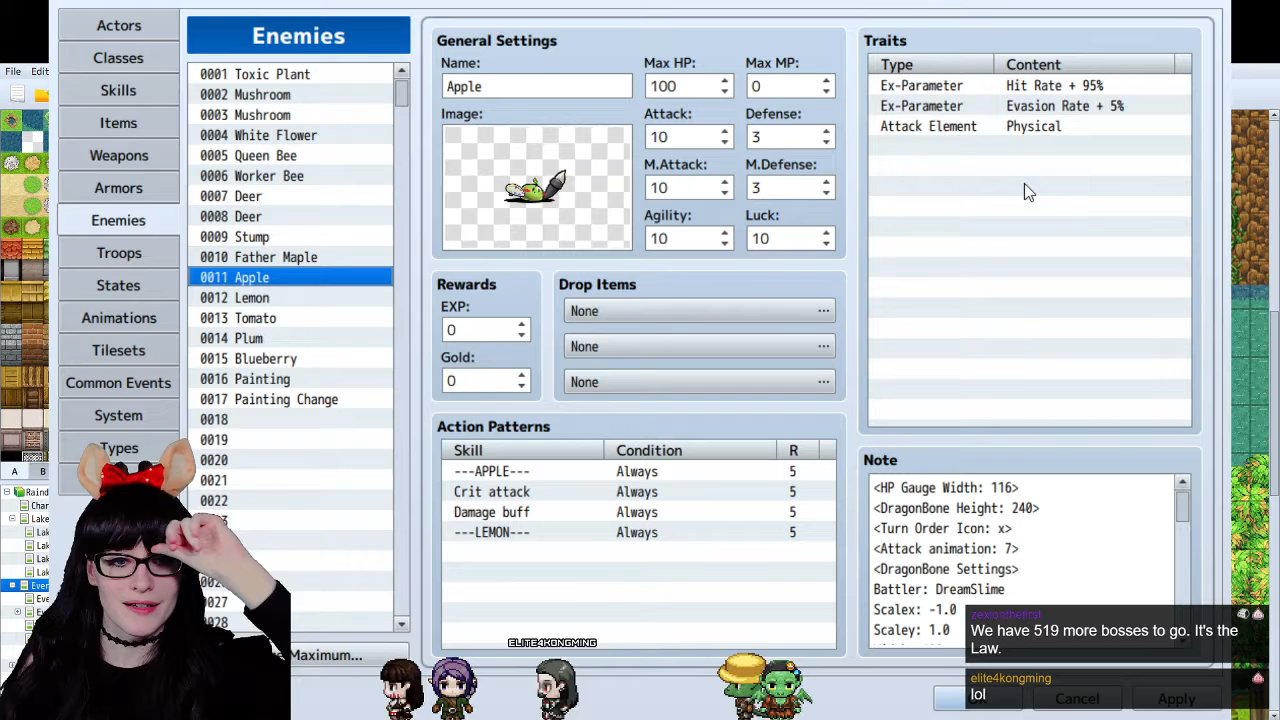 File Edit
Actors
Classes
Skills
Items
Weapons
Armors
Enemies
Troops
States
Animations
Tilesets
Common Events
System
Types
A B
Enemies
0001 Toxic Plant
0002 Mushroom
0003 Mushroom
0004 White Flower
0005 Queen Bee
0006 Worker Bee
0007 Deer
0008 Deer
0009 Stump
0010 Father Maple
0011 Apple
0012 Lemon
0013 Tomato
0014 Plum
0015 Blueberry
0016 Painting
0017 Painting Change
0018
0019
0020
0021
0022
0027
0028
Maximum...
General Settings
Name:
Apple
Image:
Max HP: Max MP:
100 0
Attack: Defense:
10 3
M.Attack: M.Defense:
10 3
Agility: Luck:
10 10
Rewards
EXP:
0
Gold:
0
Drop Items
None ...
None ...
None ...
Action Patterns
Skill Condition R
---APPLE--- Always 5
Crit attack Always 5
Damage buff Always 5
---LEMON--- Always 5
ELITE4KONGMING
Traits
Type Content
Ex-Parameter Hit Rate + 95%
Ex-Parameter Evasion Rate + 5%
Attack Element Physical
Note
<HP Gauge Width: 116>
<DragonBone Height: 240>
<Turn Order Icon: x>
<Attack animation: 7>
<DragonBone Settings>
Battler: DreamSlime
Scalex: -1.0
Scaley: 1.0
We have 519 more bosses to go. It's the
Law.
elite4kongming
lol
Cancel
Apply